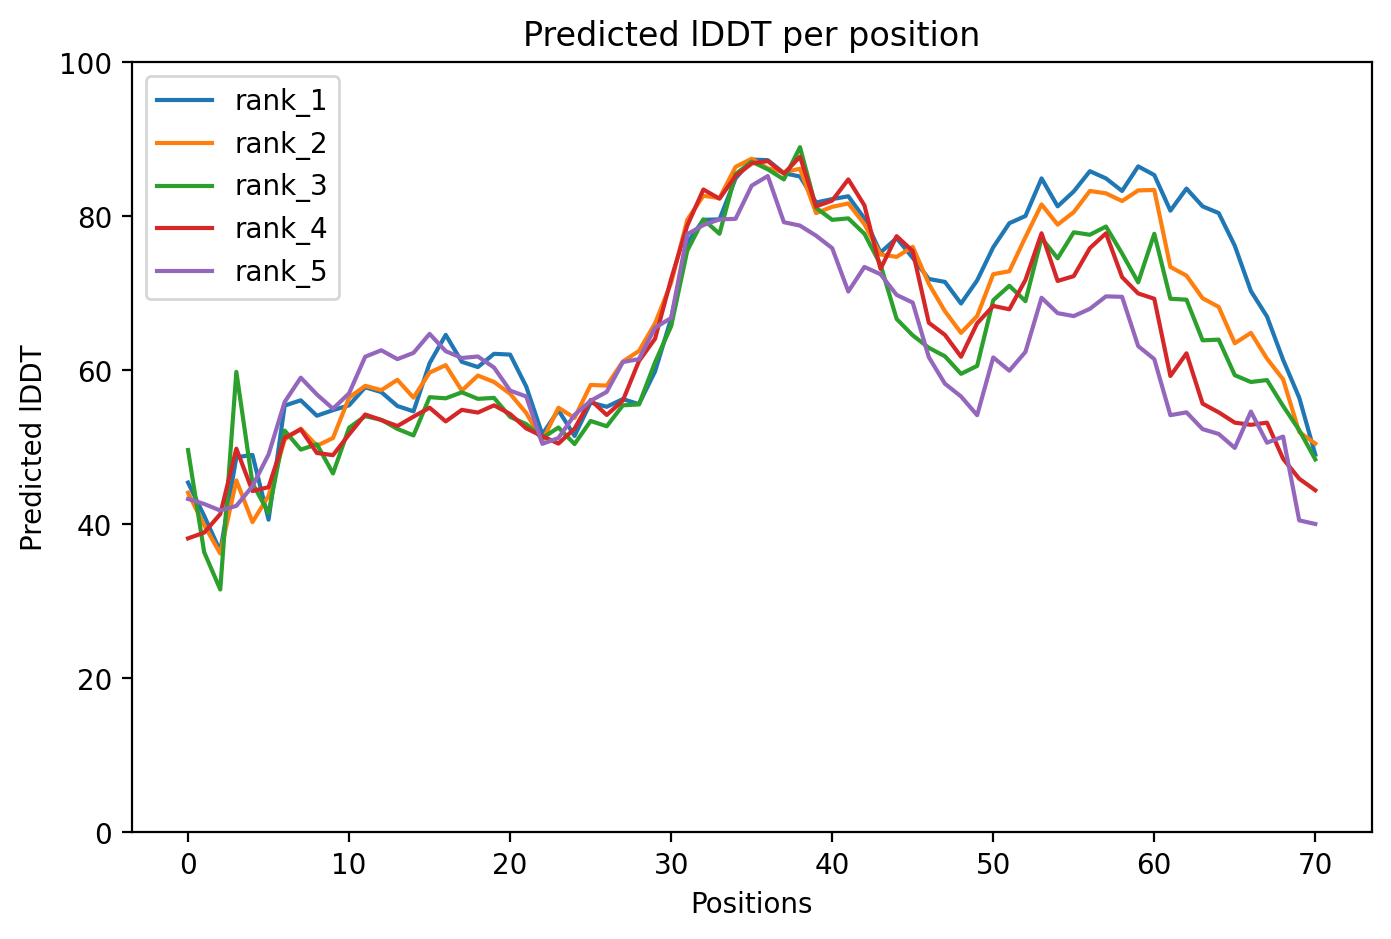 Predicted lDDT per position
100
80
60
40
20
0
Predicted lDDT
rank_1
rank_2
rank_3
rank_4
rank_5
0 10 20 30 40 50 60 70
Positions